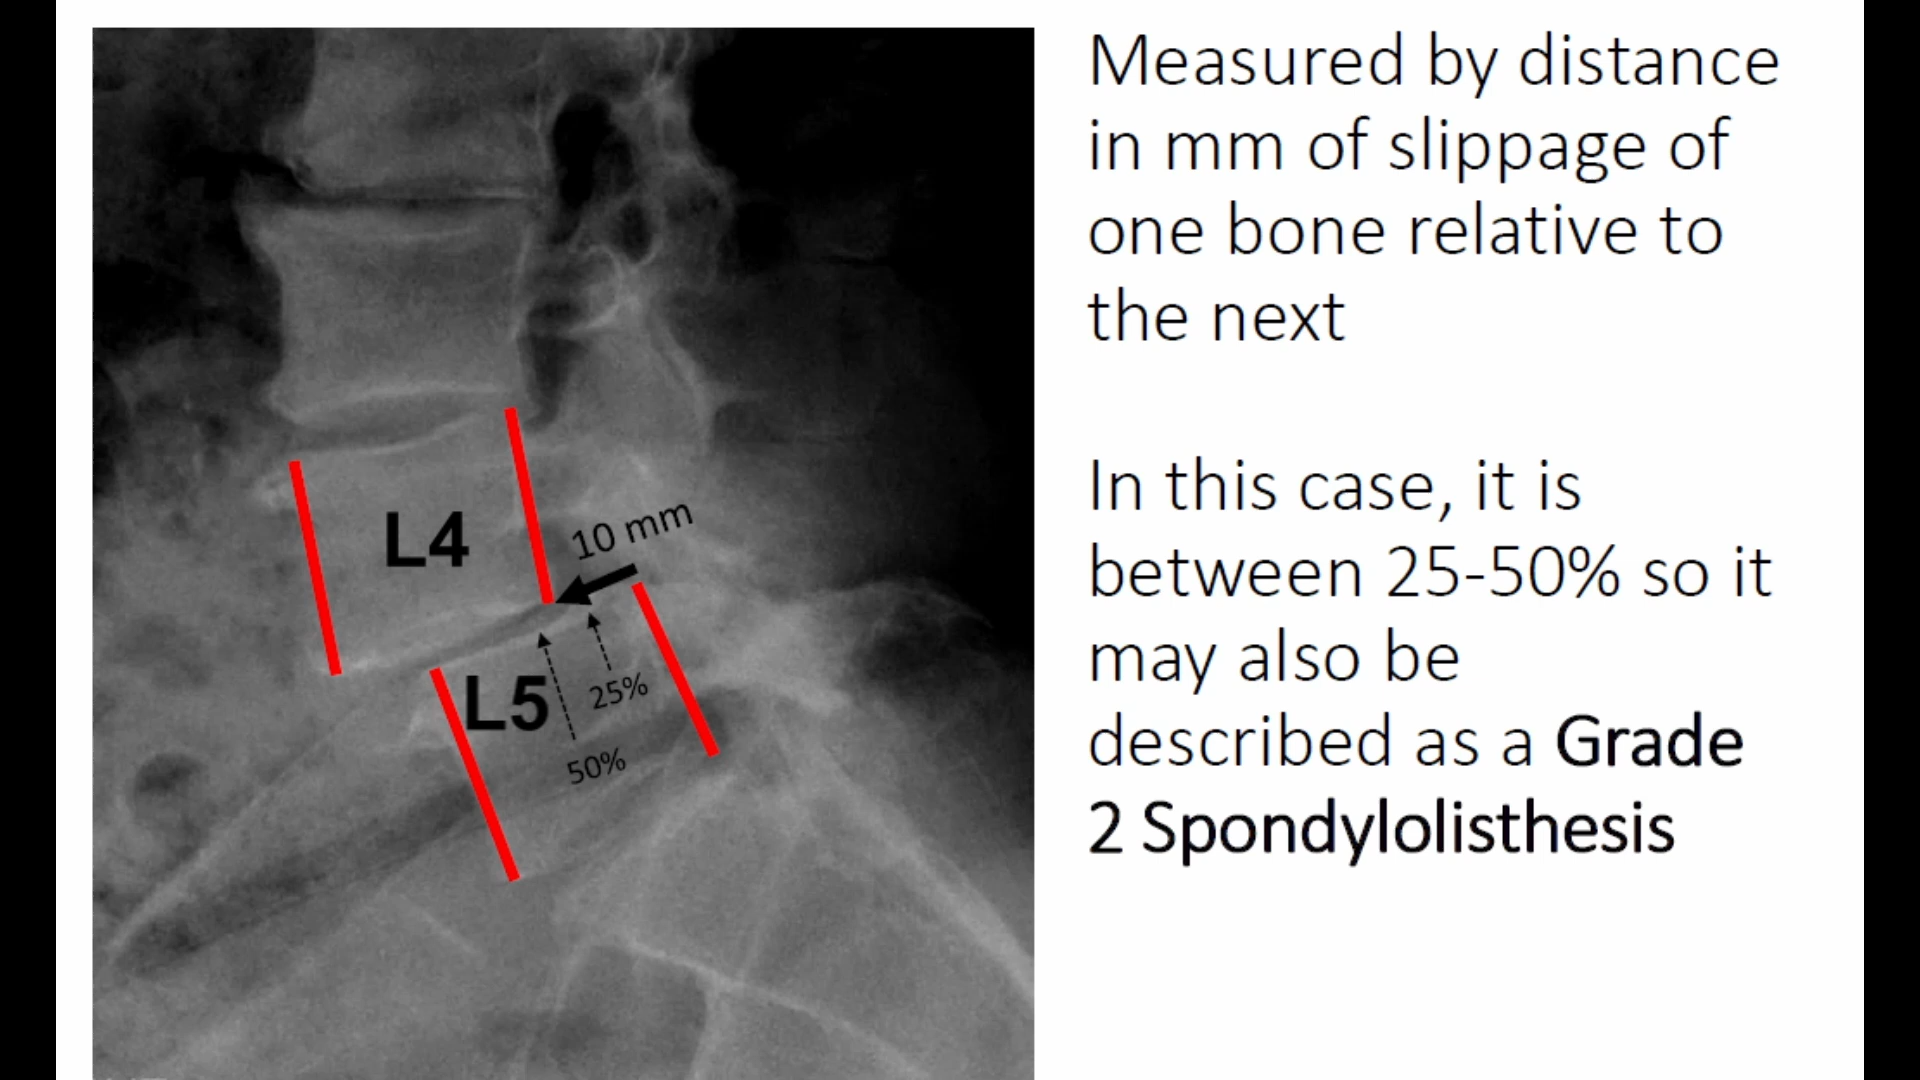 Measured by distance
in mm of slippage of
one bone relative to
the next
In this case, it is
between 25-50% so it
may also be
described as a Grade
2 Spondylolisthesis
L4
10 mm
L5
25%
50%